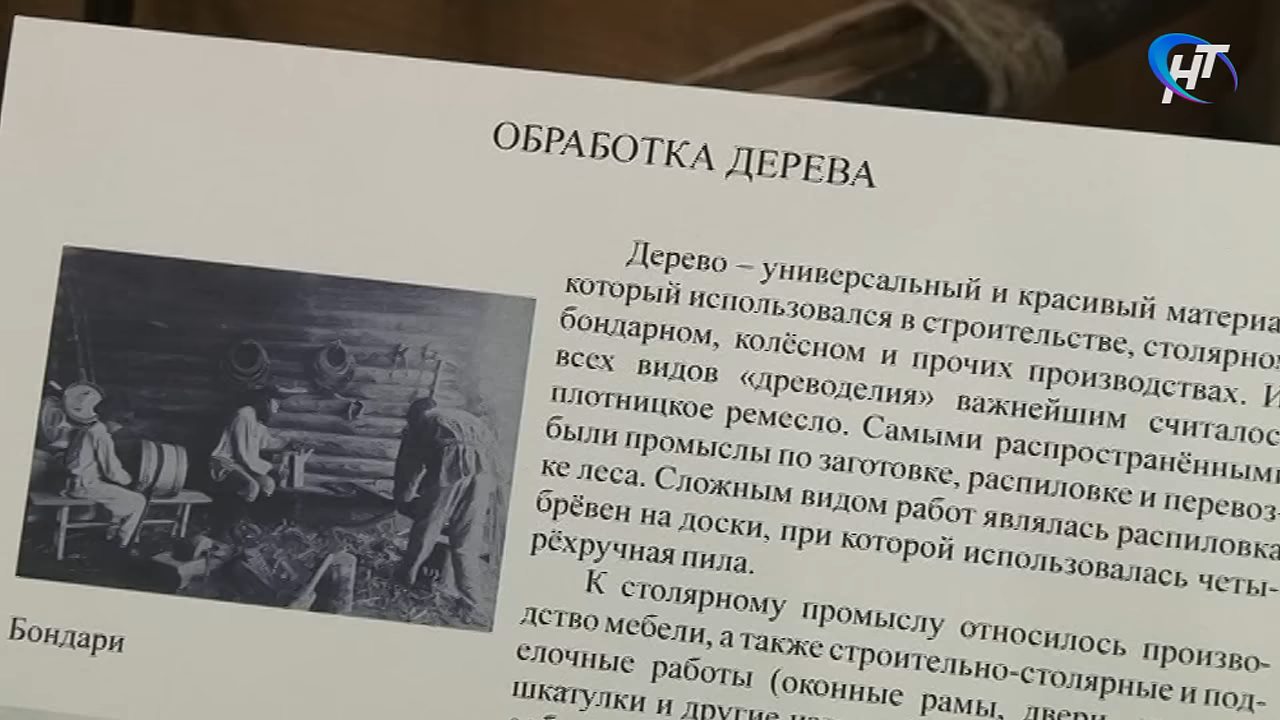 НТ
ОБРАБОТКА ДЕРЕВА
Дерево – универсальный и красивый материа
который использовался в строительстве, столярно
бондарном, колёсном и прочих производствах. И
всех видов «древоделия» важнейшим считалос
плотницкое ремесло. Самыми распространёнными
были промыслы по заготовке, распиловке и перевоз-
ке леса. Сложным видом работ являлась распиловка
брёвен на доски, при которой использовалась четы-
рёхручная пила.
К столярному промыслу относилось произво-
дство мебели, а также строительно-столярные и под-
елочные работы (оконные рамы, двери
шкатулки и другие
Бондари